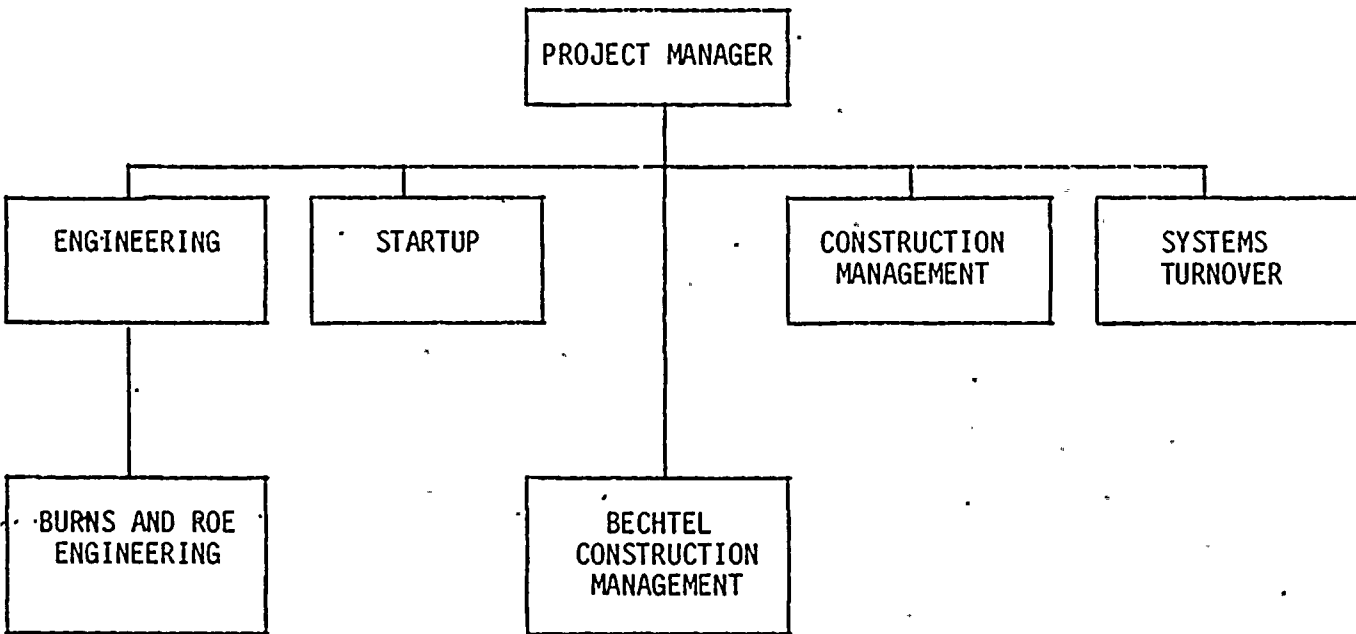 PROJECT MANAGER
ENGINEERING
STARTUP
CONSTRUCTION
MANAGEMENT
SYSTEMS
TURNOVER
BURNS AND ROE
ENGINEERING
BECHTEL
CONSTRUCTION
MANAGEMENT